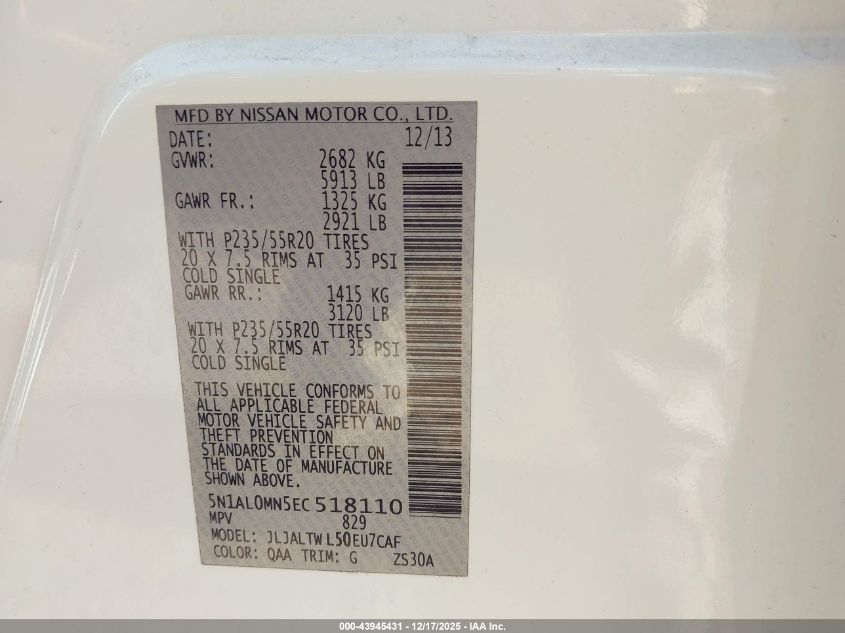 MFD BY NISSAN MOTOR CO., LTD.
DATE: 12/13
GVWR: 2682 KG
5913 LB
GAWR FR.: 1325 KG
2921 LB
WITH P235/55R20 TIRES
20 X 7.5 RIMS AT 35 PSI
COLD SINGLE
GAWR RR.: 1415 KG
3120 LB
WITH P235/55R20 TIRES
20 X 7.5 RIMS AT 35 PSI
COLD SINGLE
THIS VEHICLE CONFORMS TO
ALL APPLICABLE FEDERAL
MOTOR VEHICLE SAFETY AND
THEFT PREVENTION
STANDARDS IN EFFECT ON
THE DATE OF MANUFACTURE
SHOWN ABOVE.
5N1AL0MN5EC 518110
MPV 829
MODEL: JLJALTWL50EU7CAF
COLOR: QAA TRIM: G ZS30A
000-43945431 - 12/17/2025 - IAA Inc.